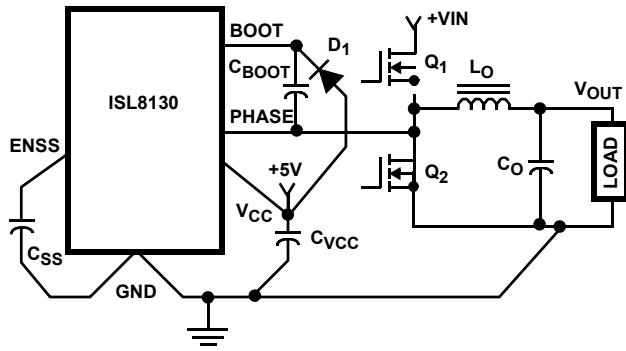 +VIN
BOOT
D1
CBOOT
Q1
LO
ISL8130
VOUT
PHASE
ENSS
+5V
Q2
CO
LOAD
VCC
CVCC
CSS
GND